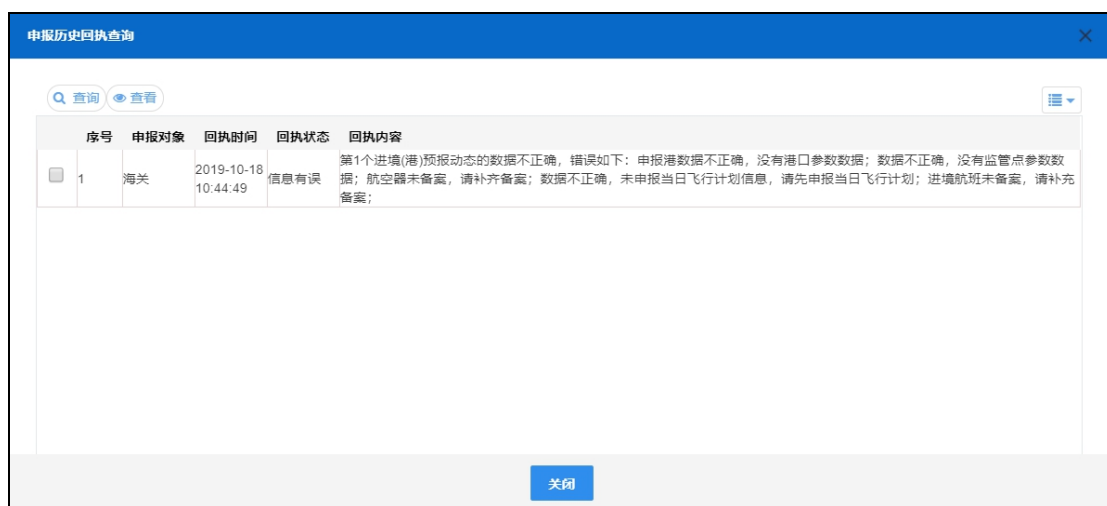 申报历史回执查询
查询 查看
序号 申报对象 回执时间 回执状态 回执内容
第1个进境(港)预报动态的数据不正确，错误如下：申报港数据不正确，没有港口参数数据；数据不正确，没有监管点参数数
1 海关 2019-10-18 10:44:49 信息有误 据；航空器未备案，请补齐备案；数据不正确，未申报当日飞行计划信息，请先申报当日飞行计划；进境航班未备案，请补充
备案；
关闭